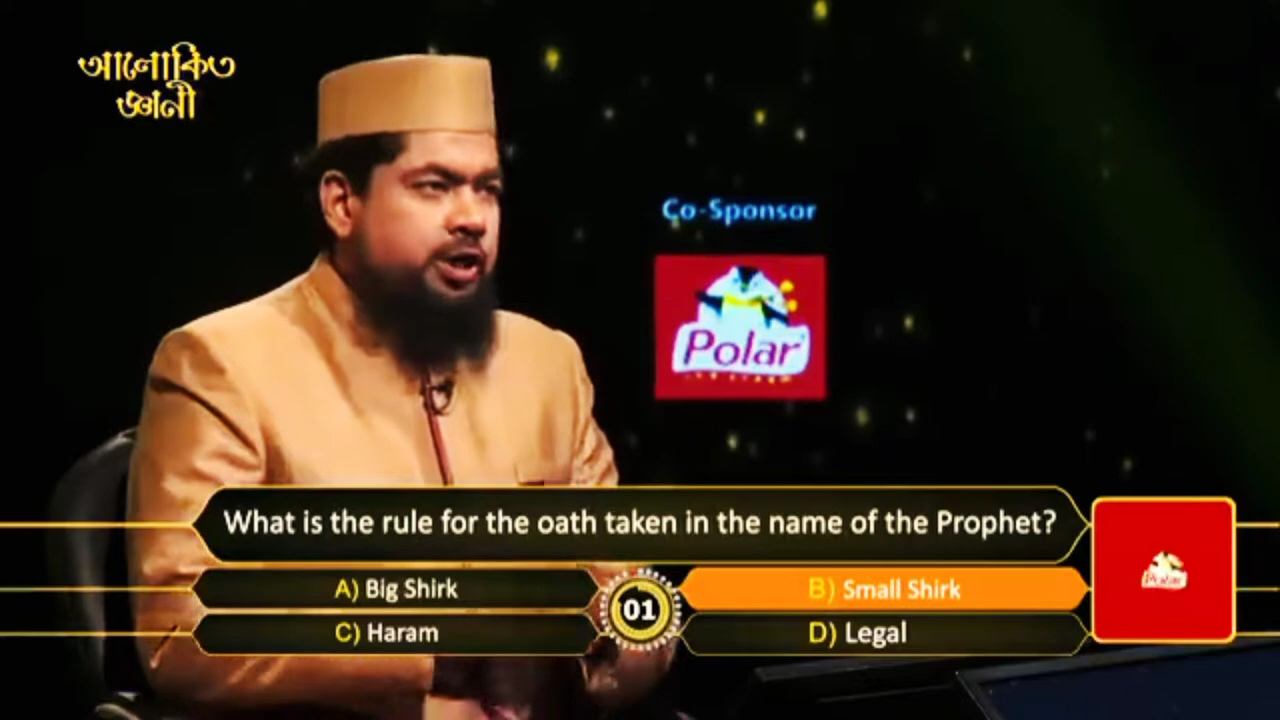 আলোকিত
জ্ঞানী
Co-Sponsor
Polar
What is the rule for the oath taken in the name of the Prophet?
A) Big Shirk
B) Small Shirk
01
C) Haram
D) Legal
Polar